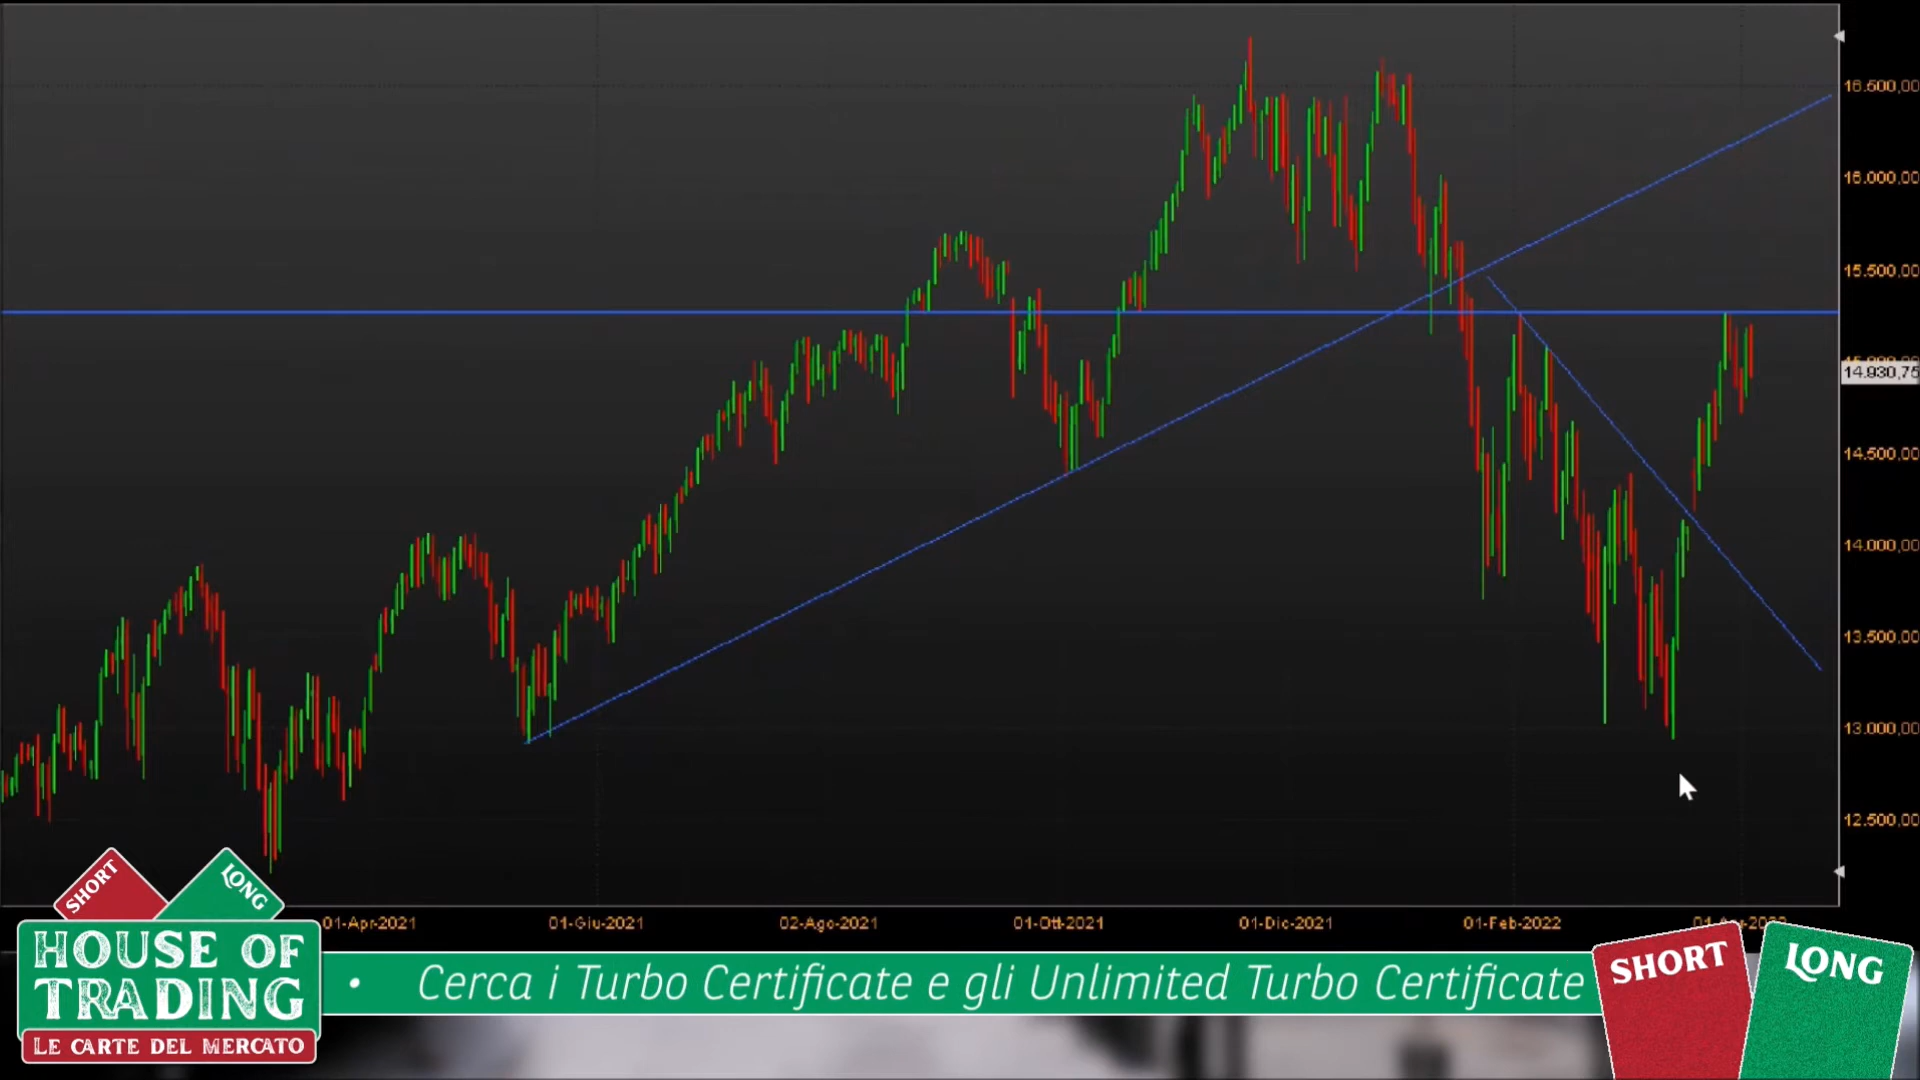 16.500,00
16.000,00
15.500,00
14.930,75
14.500,00
14.000,00
13.500,00
13.000,00
12.500,00
01-Apr-2021
01-Giu-2021
02-Ago-2021
01-Ott-2021
01-Dic-2021
01-Feb-2022
SHORT
LONG
HOUSE OF
TRADING
LE CARTE DEL MERCATO
• Cerca i Turbo Certificate e gli Unlimited Turbo Certificate
SHORT
LONG